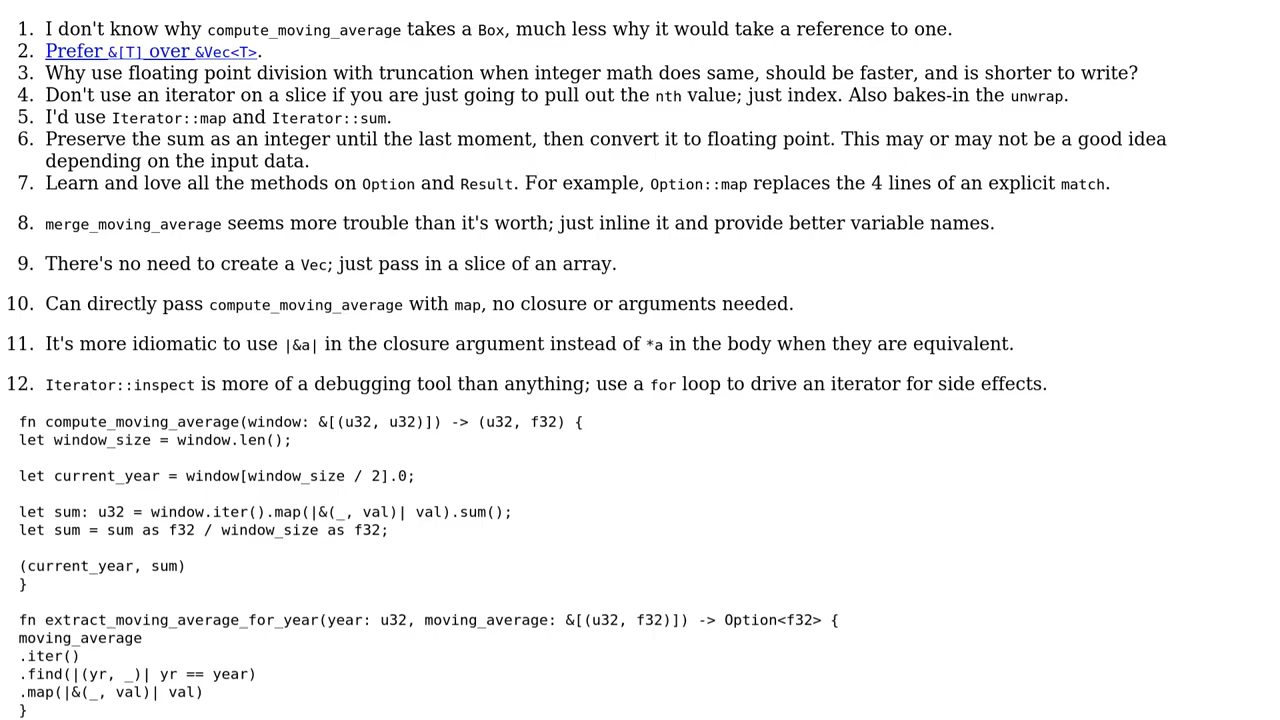 1. I don't know why compute_moving_average takes a Box, much less why it would take a reference to one.
2. Prefer &[T] over &Vec<T>.
3. Why use floating point division with truncation when integer math does same, should be faster, and is shorter to write?
4. Don't use an iterator on a slice if you are just going to pull out the nth value; just index. Also bakes-in the unwrap.
5. I'd use Iterator::map and Iterator::sum.
6. Preserve the sum as an integer until the last moment, then convert it to floating point. This may or may not be a good idea
depending on the input data.
7. Learn and love all the methods on Option and Result. For example, Option::map replaces the 4 lines of an explicit match.
8. merge_moving_average seems more trouble than it's worth; just inline it and provide better variable names.
9. There's no need to create a Vec; just pass in a slice of an array.
10. Can directly pass compute_moving_average with map, no closure or arguments needed.
11. It's more idiomatic to use |&a| in the closure argument instead of *a in the body when they are equivalent.
12. Iterator::inspect is more of a debugging tool than anything; use a for loop to drive an iterator for side effects.
fn compute_moving_average(window: &[(u32, u32)]) -> (u32, f32) {
let window_size = window.len();
let current_year = window[window_size / 2].0;
let sum: u32 = window.iter().map(|&(_, val)| val).sum();
let sum = sum as f32 / window_size as f32;
(current_year, sum)
}
fn extract_moving_average_for_year(year: u32, moving_average: &[(u32, f32)]) -> Option<f32> {
moving_average
.iter()
.find(|(yr, _)| yr == year)
.map(|&(_, val)| val)
}